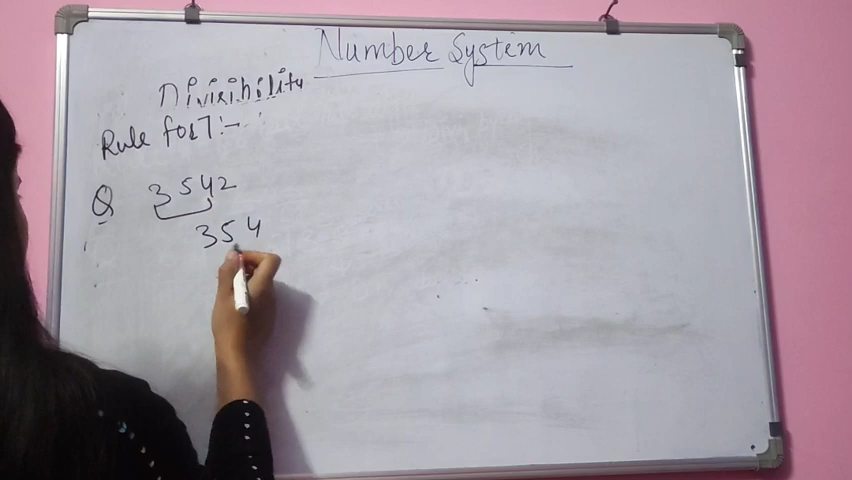 Number System
Divisibility
Rule for 7 :-
Q 3542
354